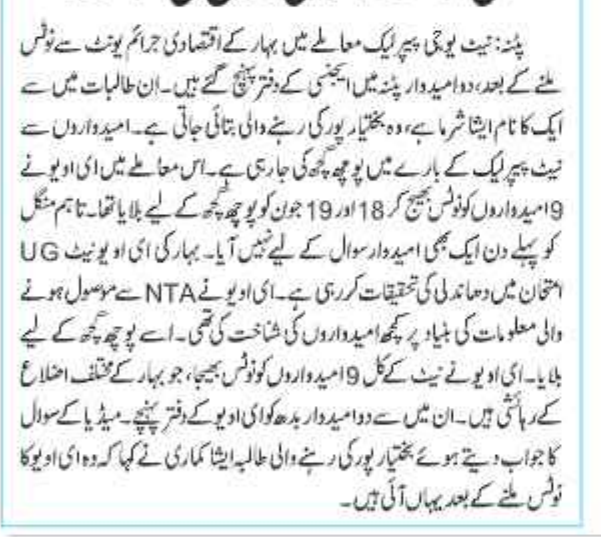 پٹنہ: نیٹ یو جی پیپر لیک معاملے میں بہار کے اقتصادی جرائم یونٹ سے نوٹس
ملنے کے بعد، دو امیدوار پٹنہ میں ایجنسی کے دفتر پہنچ گئے ہیں۔ ان طالبات میں سے
ایک کا نام ایشا شرما ہے، وہ بختیار پور کی رہنے والی بتائی جاتی ہے۔ امیدواروں سے
نیٹ پیپر لیک کے بارے میں پوچھ گچھ کی جارہی ہے۔ اس معاملے میں ای او یو نے
9 امیدواروں کو نوٹس بھیج کر 18 اور 19 جون کو پوچھ گچھ کے لیے بلایا تھا۔ تاہم منگل
کو پہلے دن ایک بھی امیدوار سوال کے لیے نہیں آیا۔ بہار کی ای او یو نیٹ UG
امتحان میں دھاندلی کی تحقیقات کر رہی ہے۔ ای او یو نے NTA سے موصول ہونے
والی معلومات کی بنیاد پر کچھ امیدواروں کی شناخت کی تھی۔ اسے پوچھ گچھ کے لیے
بلایا۔ ای او یو نے نیٹ کے کل 9 امیدواروں کو نوٹس بھیجا، جو بہار کے مختلف اضلاع
کے رہائشی ہیں۔ ان میں سے دو امیدوار بدھ کو ای او یو کے دفتر پہنچے۔ میڈیا کے سوال
کا جواب دیتے ہوئے بختیار پور کی رہنے والی طالبہ ایشا کماری نے کہا کہ وہ ای او یو کا
نوٹس ملنے کے بعد یہاں آئی ہیں۔